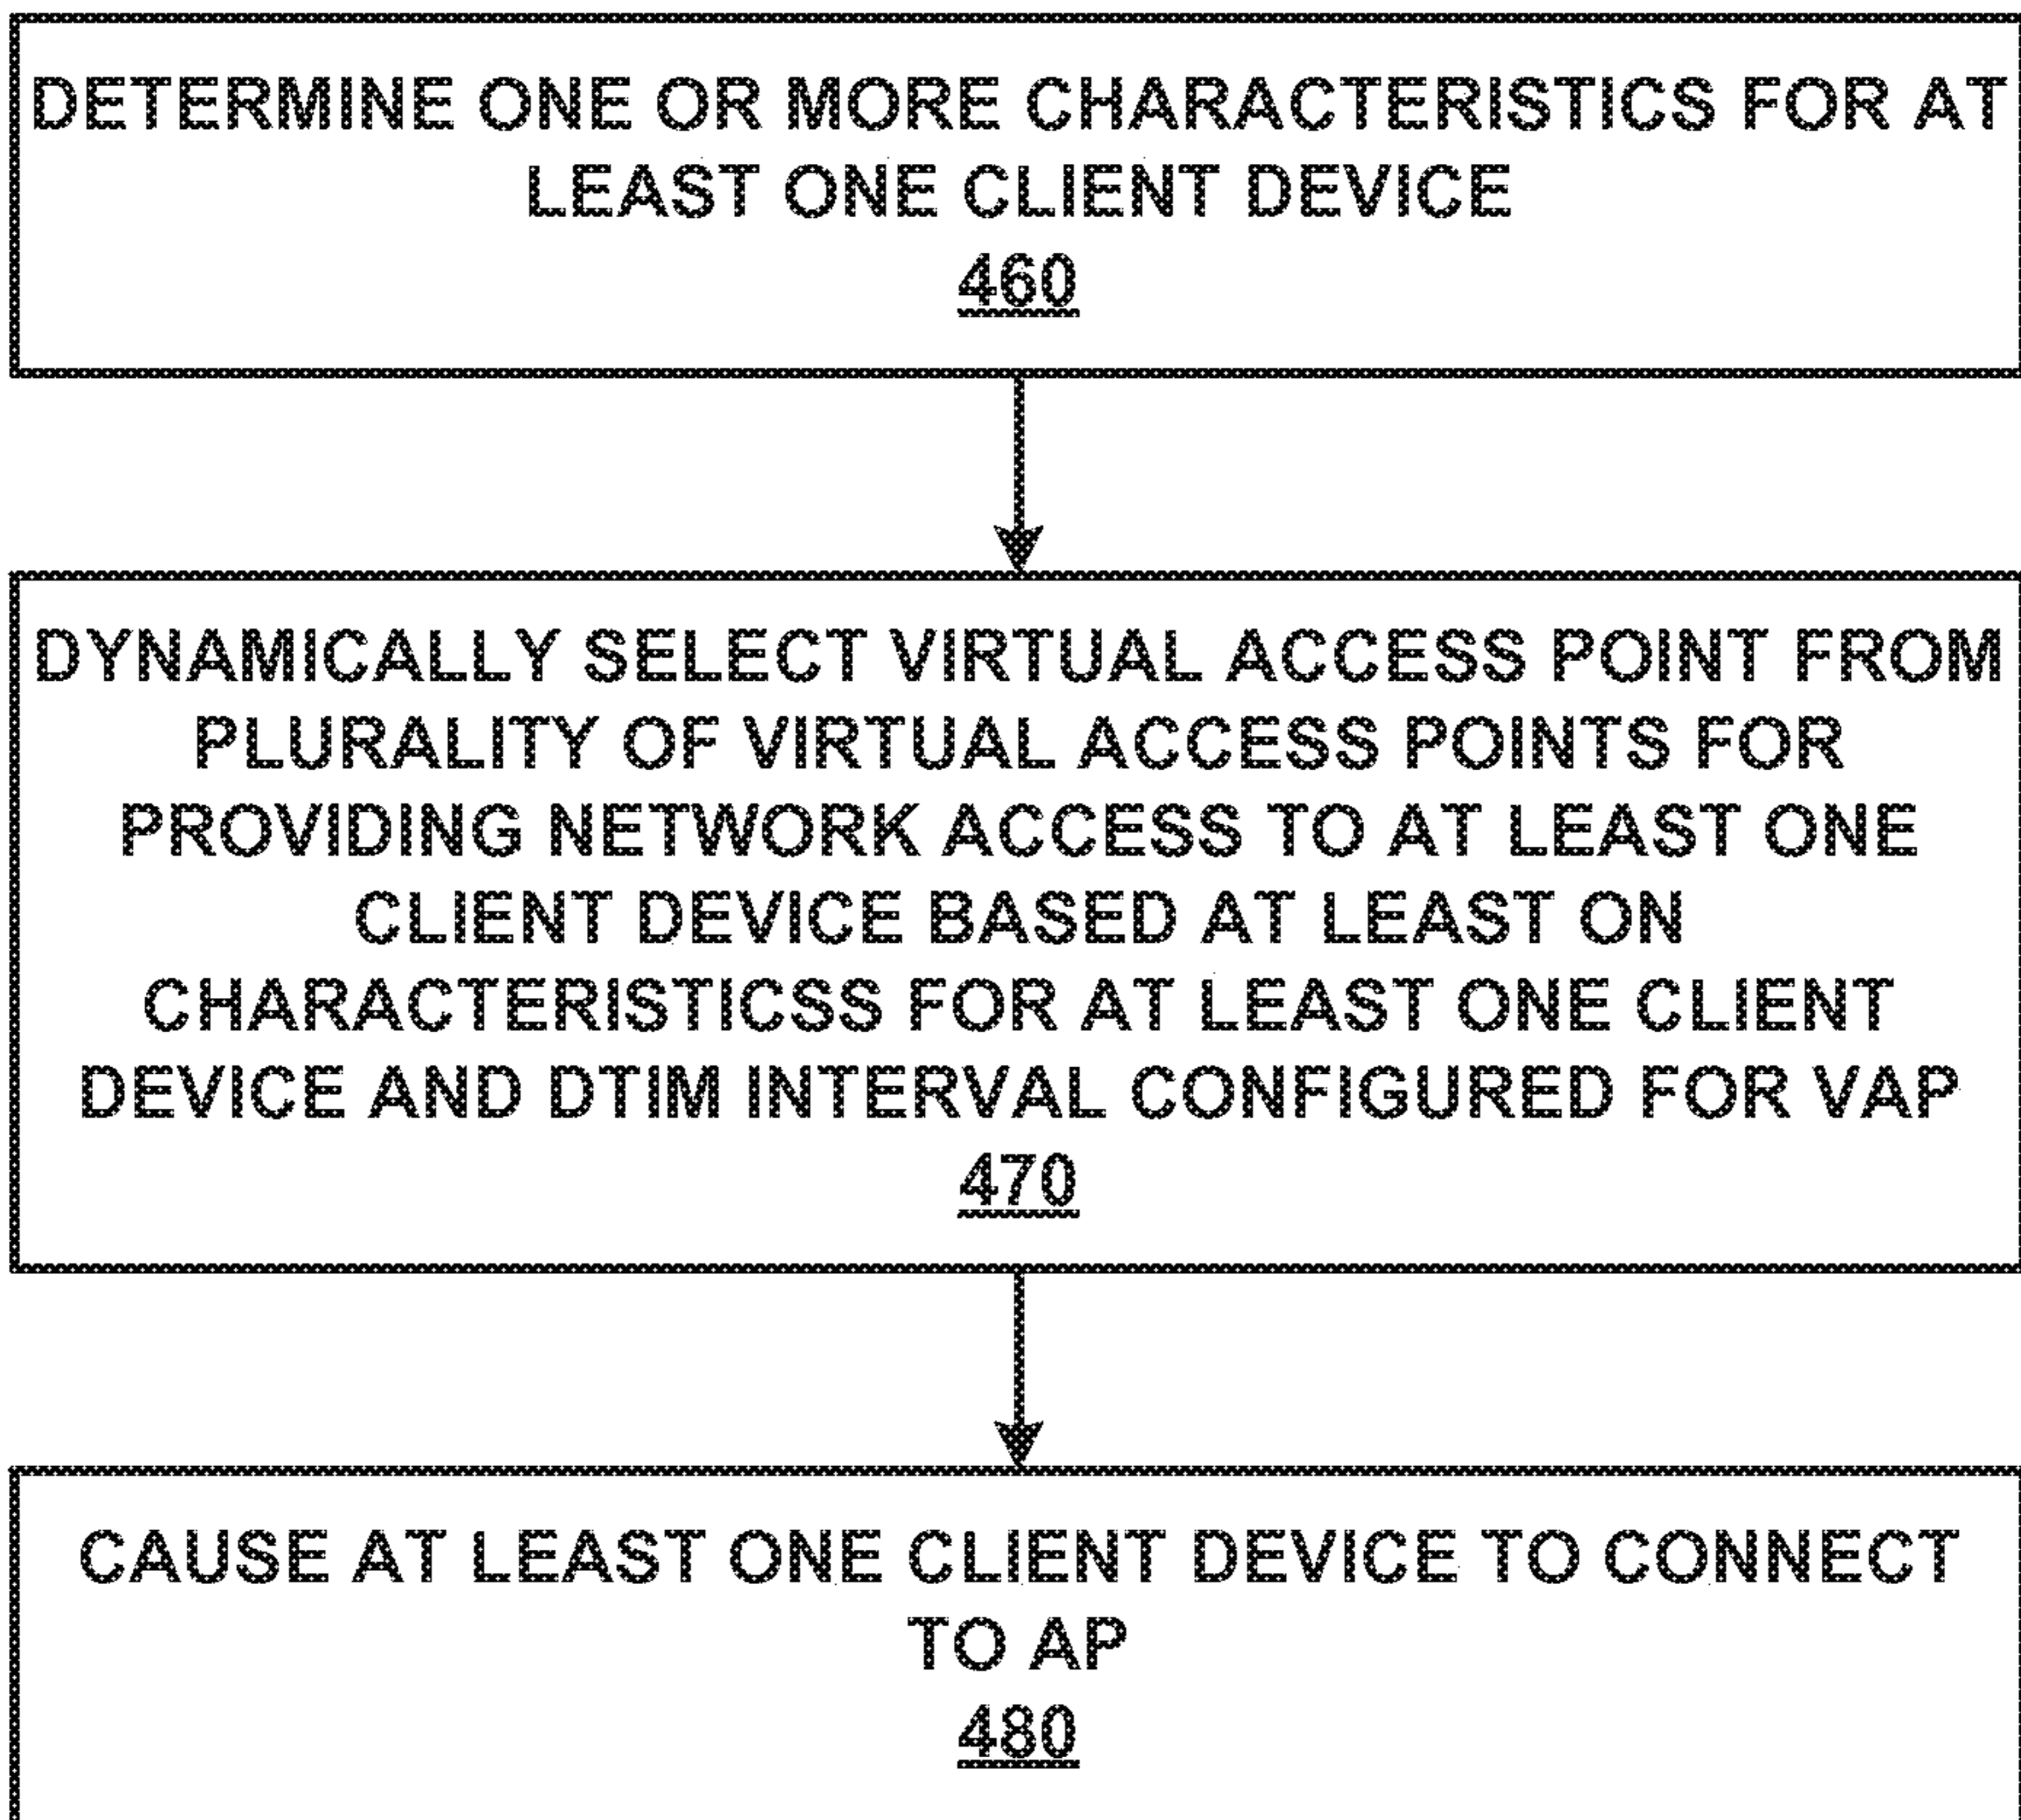 DETERMINE ONE OR MORE CHARACTERISTICS FOR AT
LEAST ONE CLIENT DEVICE
460
DYNAMICALLY SELECT VIRTUAL ACCESS POINT FROM
PLURALITY OF VIRTUAL ACCESS POINTS FOR
PROVIDING NETWORK ACCESS TO AT LEAST ONE
CLIENT DEVICE BASED AT LEAST ON
CHARACTERISTICSS FOR AT LEAST ONE CLIENT
DEVICE AND DTIM INTERVAL CONFIGURED FOR VAP
470
CAUSE AT LEAST ONE CLIENT DEVICE TO CONNECT
TO AP
480